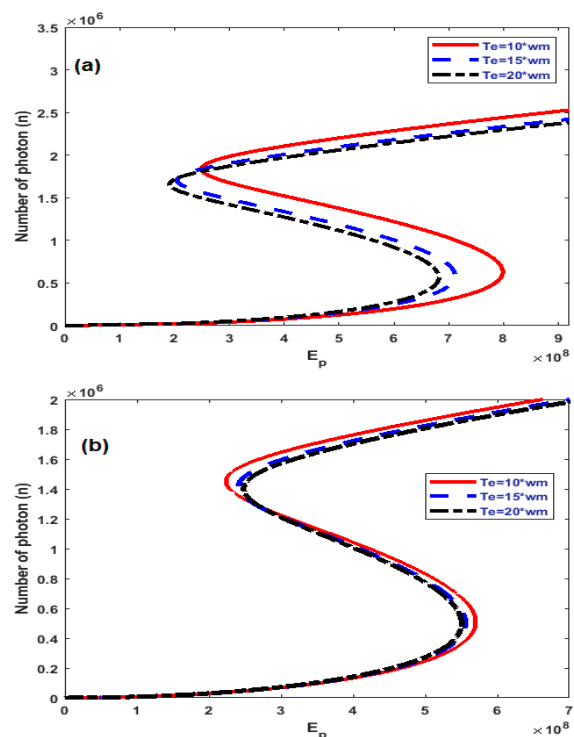 ×10^6
3.5
(a)
Te=10*wm
Te=15*wm
Te=20*wm
3
2.5
2
1.5
1
0.5
0
Number of photon (n)
0 1 2 3 4 5 6 7 8 9
E_p
×10^8
×10^6
2
(b)
Te=10*wm
Te=15*wm
Te=20*wm
1.8
1.6
1.4
1.2
1
0.8
0.6
0.4
0.2
0
Number of photon (n)
0 1 2 3 4 5 6 7
E_p
×10^8